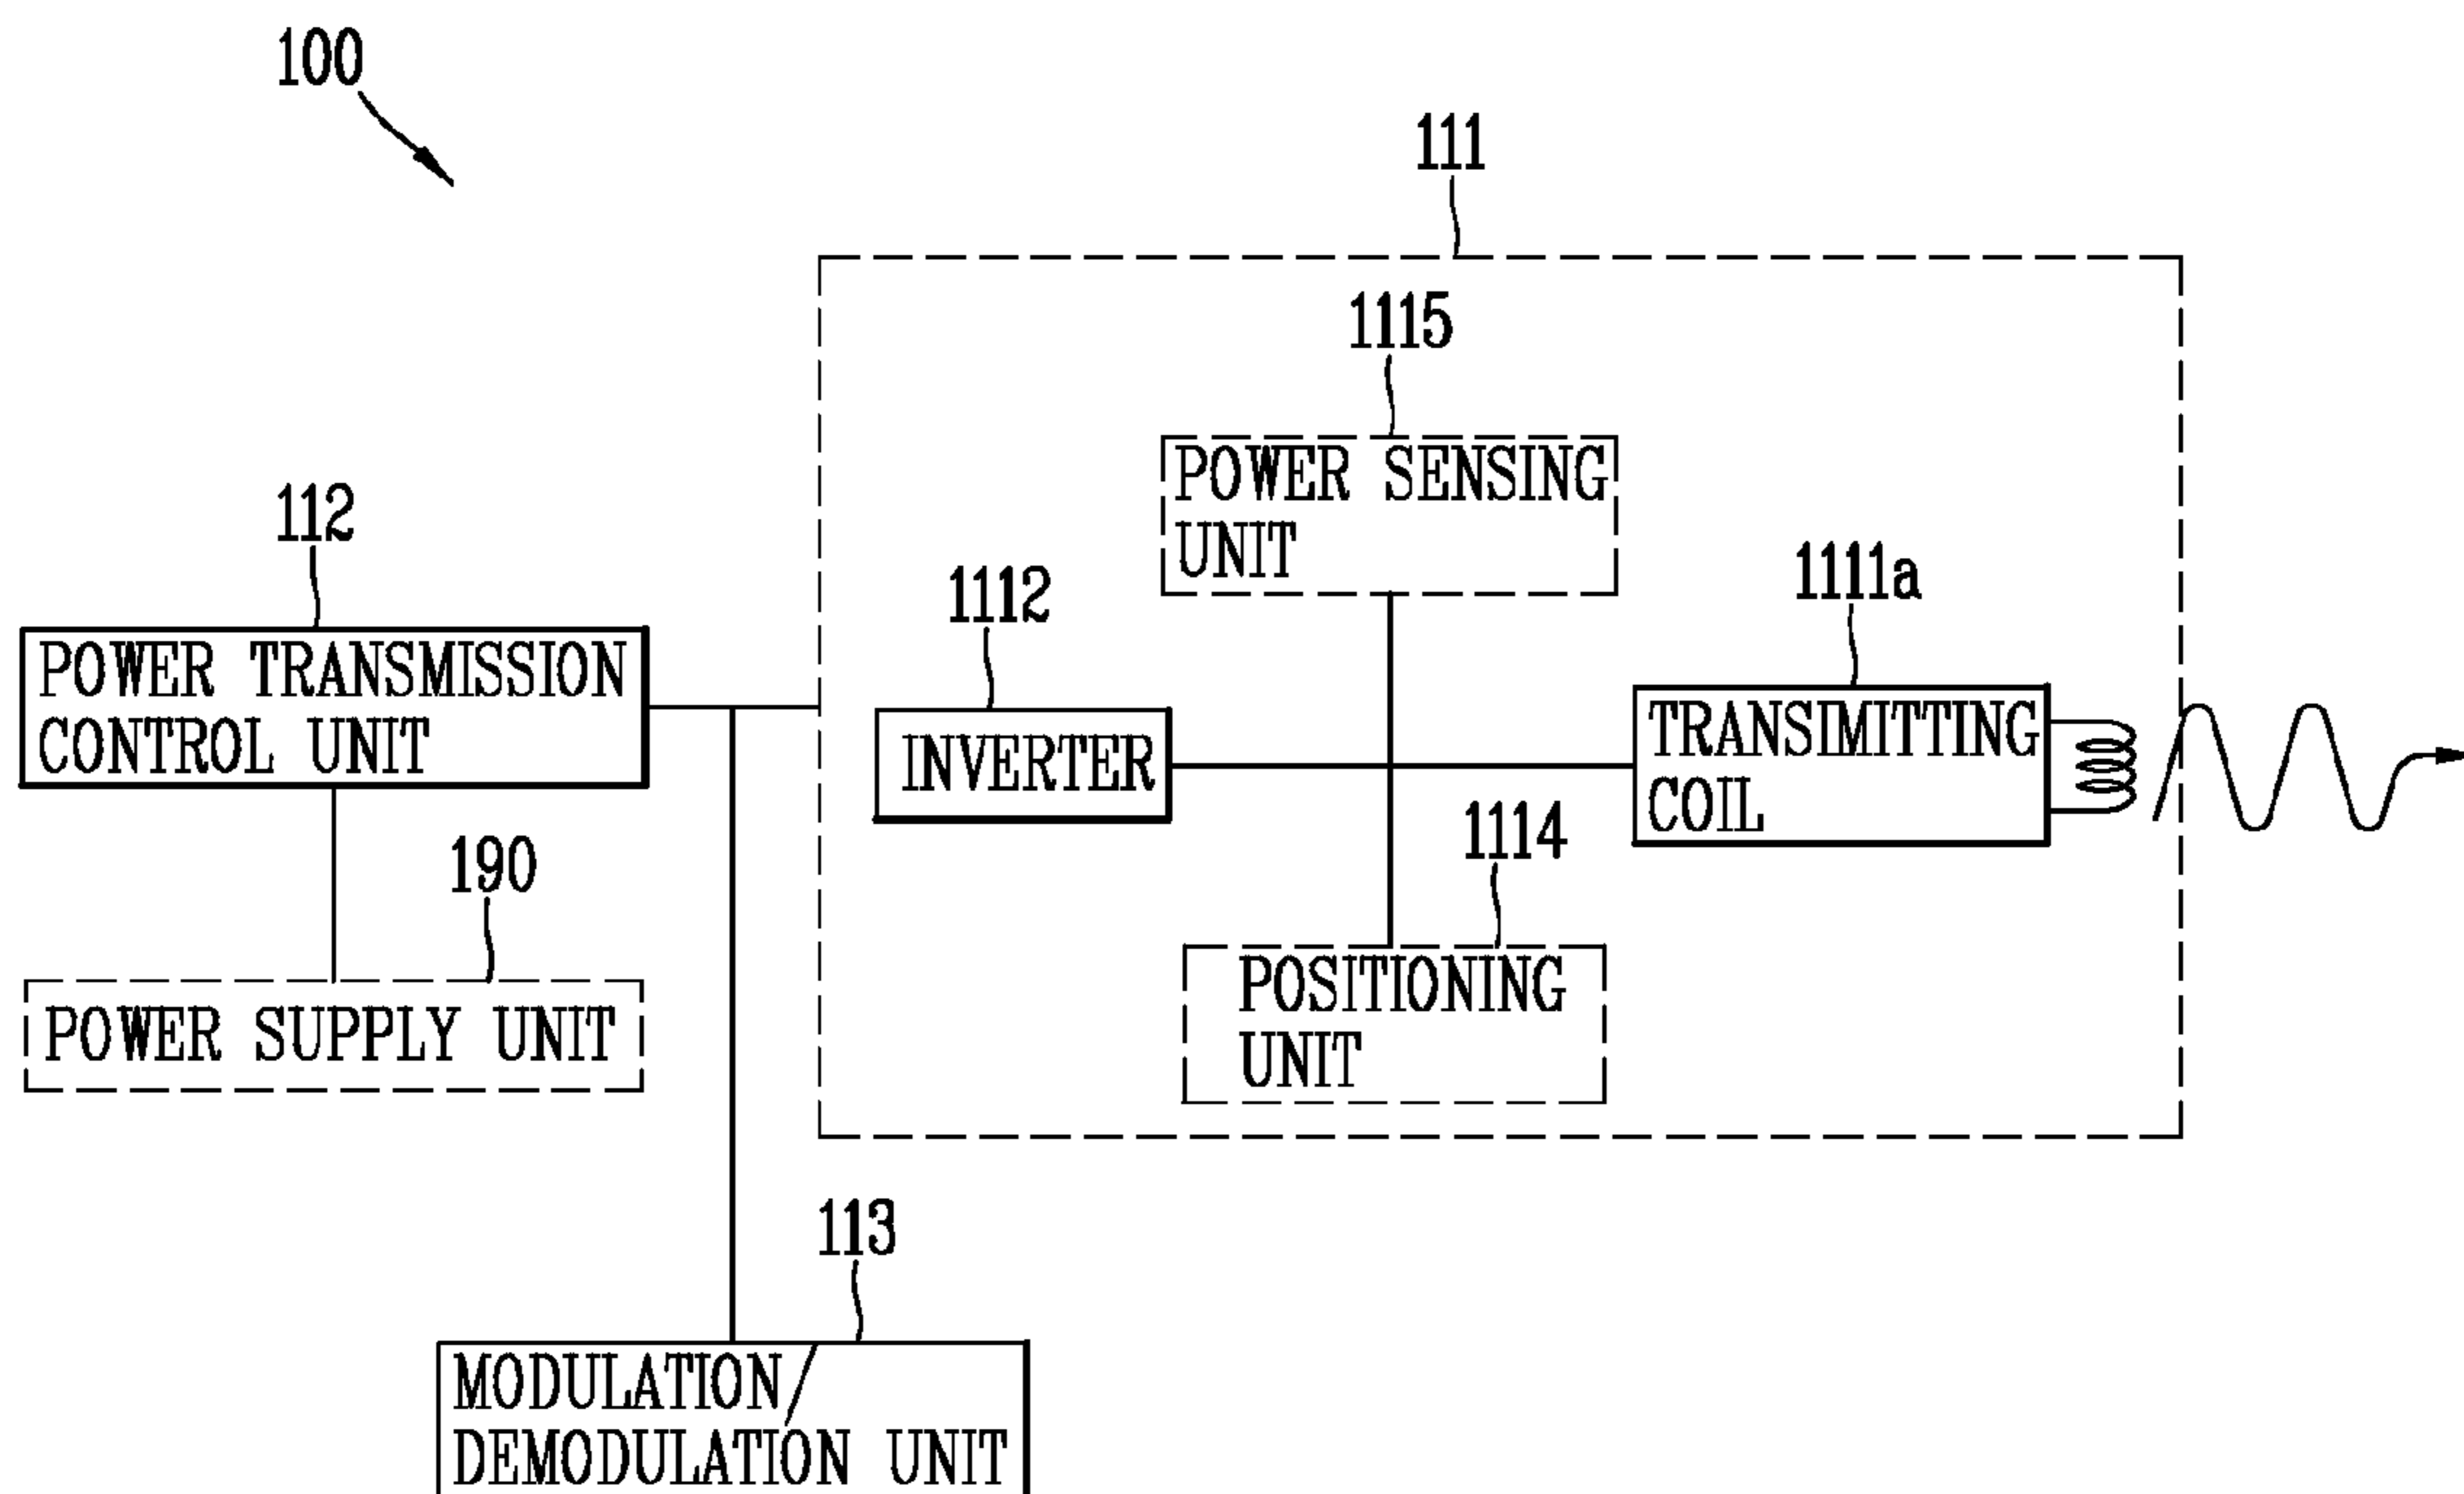 100
111
1115
POWER SENSING
UNIT
112
POWER TRANSMISSION
CONTROL UNIT
1112
INVERTER
1111a
TRANSIMITTING
COIL
190
POWER SUPPLY UNIT
1114
POSITIONING
UNIT
113
MODULATION/
DEMODULATION UNIT